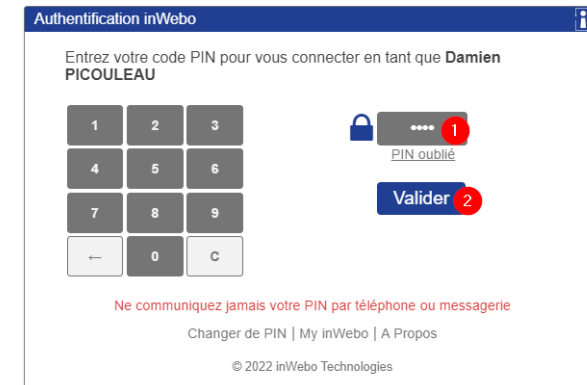 Authentification inWebo
Entrez votre code PIN pour vous connecter en tant que Damien
PICOULEAU
1 2 3
4 5 6
7 8 9
← 0 C
•••• 1
PIN oublié
Valider 2
Ne communiquez jamais votre PIN par téléphone ou messagerie
Changer de PIN | My inWebo | A Propos
© 2022 inWebo Technologies